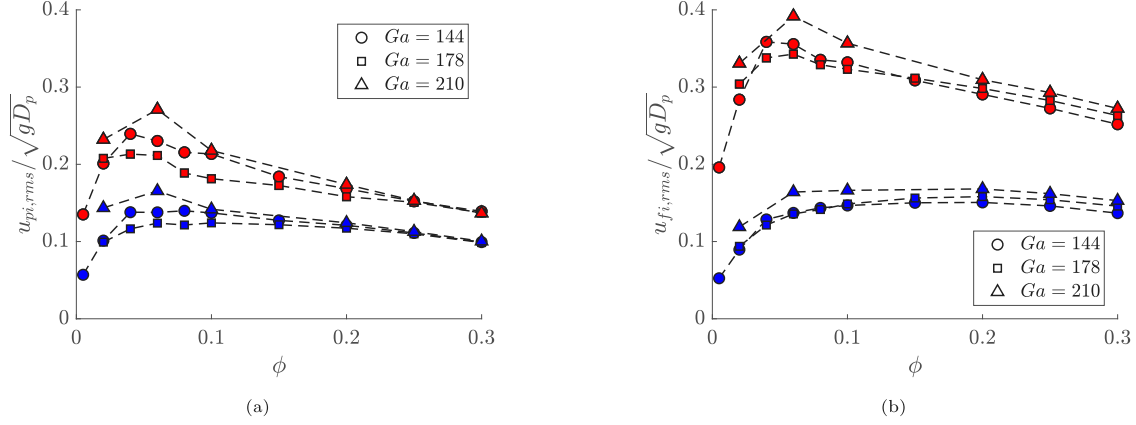 0.4
0.3
0.2
0.1
0
u_{pi,rms}/\sqrt{gD_p}
Ga = 144
Ga = 178
Ga = 210
0 0.1 0.2 0.3
ϕ
(a)
0.4
0.3
0.2
0.1
0
u_{fi,rms}/\sqrt{gD_p}
Ga = 144
Ga = 178
Ga = 210
0 0.1 0.2 0.3
ϕ
(b)